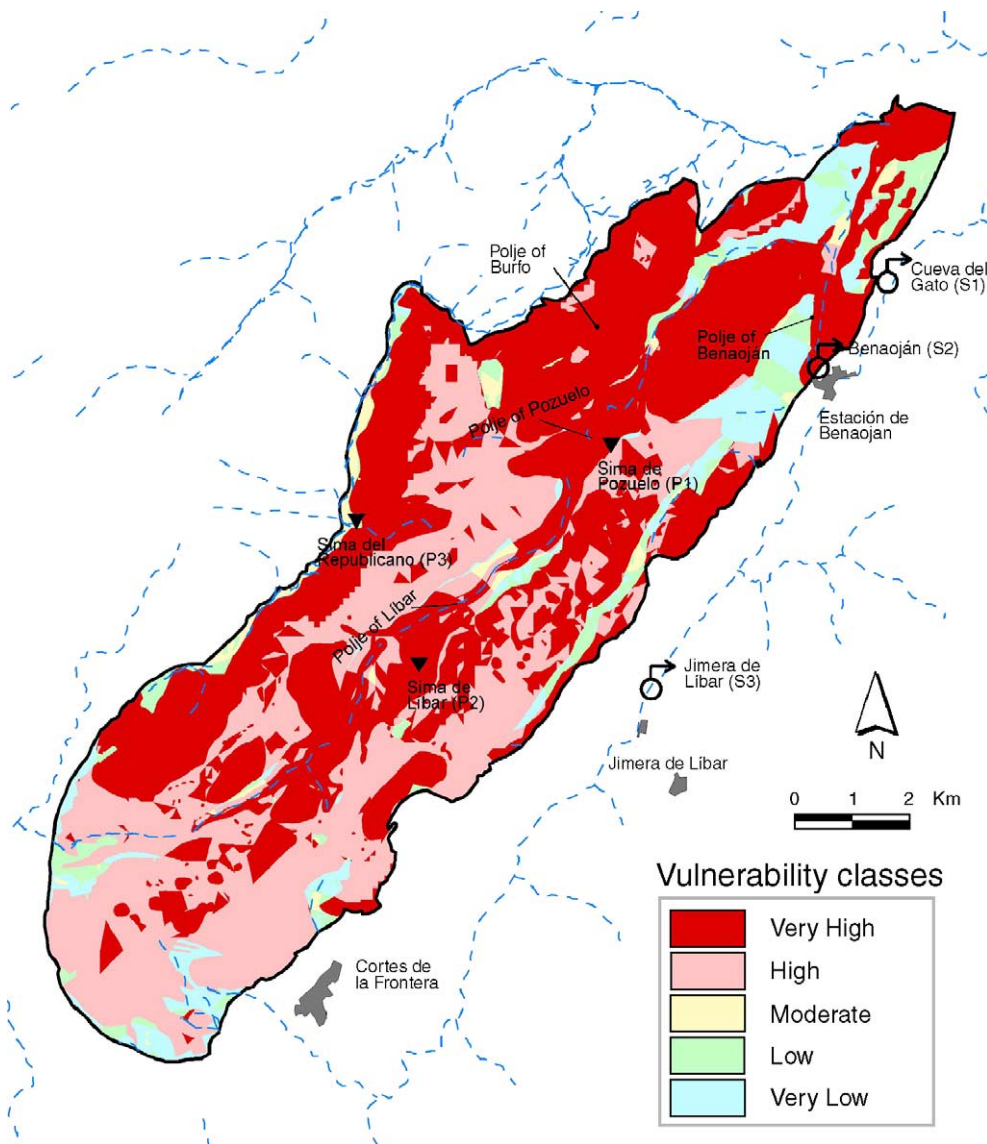 Polje of
Burfo
Cueva del
Gato (S1)
Polje of
Benaoján
Benaoján (S2)
Estación de
Benaojan
Polje of Pozuelo
Sima de
Pozuelo (P1)
Sima del
Republicano (P3)
Polje of Líbar
Sima de
Líbar (P2)
Jimera de
Líbar (S3)
N
Jimera de Líbar
0 1 2 Km
Vulnerability classes
Very High
High
Moderate
Low
Very Low
Cortes de
la Frontera